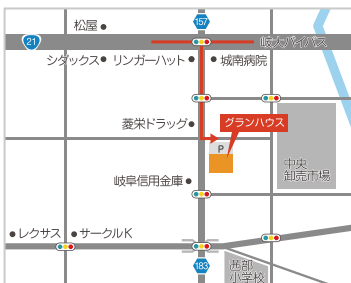 松屋
157
21
岐大バイパス
シダックス
リンガーハット
城南病院
菱栄ドラッグ
グランハウス
P
中央
卸売市場
岐阜信用金庫
レクサス
サークルK
183
茜部
小学校